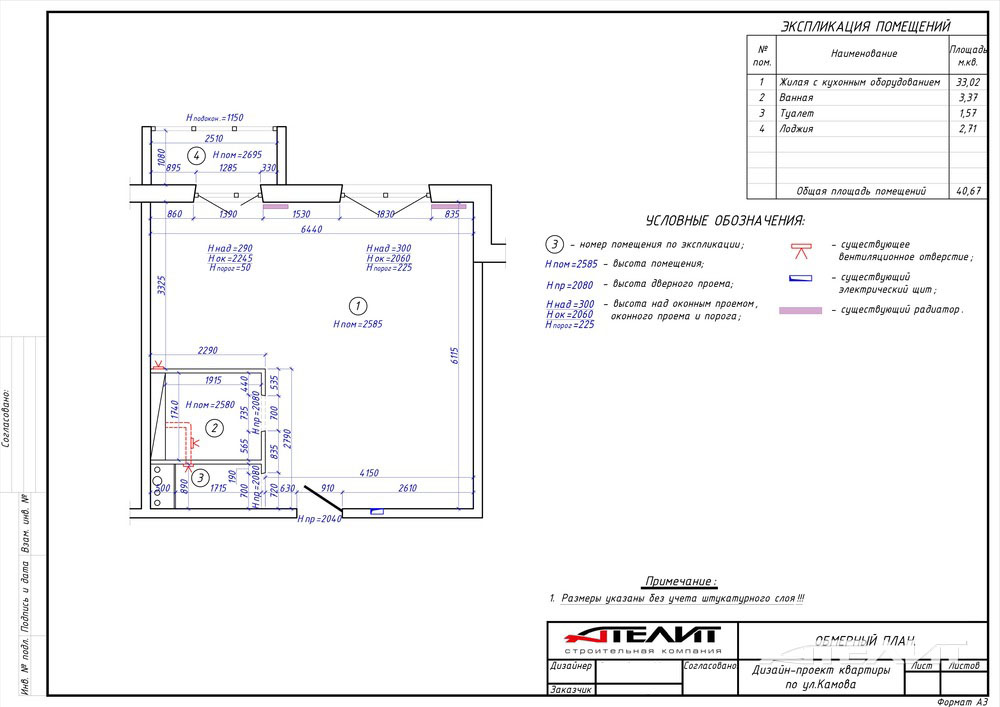 ЭКСПЛИКАЦИЯ ПОМЕЩЕНИЙ
№ пом. Наименование Площадь м.кв.
1 Жилая с кухонным оборудованием 33,02
2 Ванная 3,37
3 Туалет 1,57
4 Лоджия 2,71
Общая площадь помещений 40,67
УСЛОВНЫЕ ОБОЗНАЧЕНИЯ:
3 - номер помещения по экспликации;
Н пом=2585 - высота помещения;
Н пр=2080 - высота дверного проема;
Н над=300 - высота над оконным проемом,
Н ок=2060 оконного проема и порога;
Н порог=225
- существующее
вентиляционное отверстие;
- существующий
электрический щит;
- существующий радиатор.
Н подокон.=1150
2510
1080
4
Н пом=2695
895 1285 330
860 1390 1530 1830 835
6440
Н над=290
Н ок=2245
Н порог=50
Н над=300
Н ок=2060
Н порог=225
3325
1
Н пом=2585
6115
2290
1915
440
535
Н пом=2580
1740
735
Н пр=2080
700
2
565
835
2790
3
190
4150
500
890
1715
700
Н пр=2080
720
630
910
2610
Н пр=2040
Примечание:
1. Размеры указаны без учета штукатурного слоя!!!
АТЕЛИТ
строительная компания
ОБМЕРНЫЙ ПЛАН
Дизайнер
Согласовано
Заказчик
Дизайн-проект квартиры
по ул.Камова
Лист
Листов
Формат А3
Согласовано:
Взам. инв. №
Подпись и дата
Инв. № подл.
АТЕЛИТ